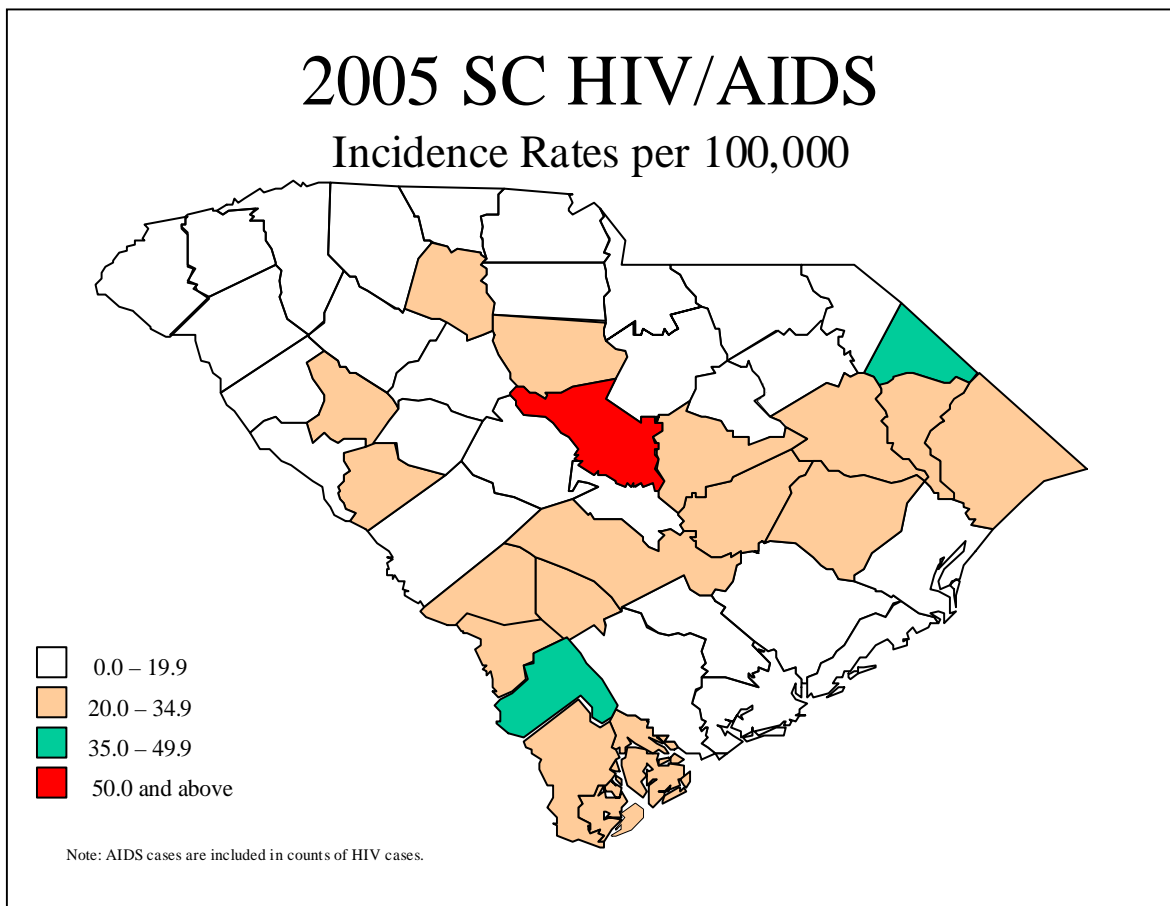 2005 SC HIV/AIDS
Incidence Rates per 100,000
0.0 – 19.9
20.0 – 34.9
35.0 – 49.9
50.0 and above
Note: AIDS cases are included in counts of HIV cases.